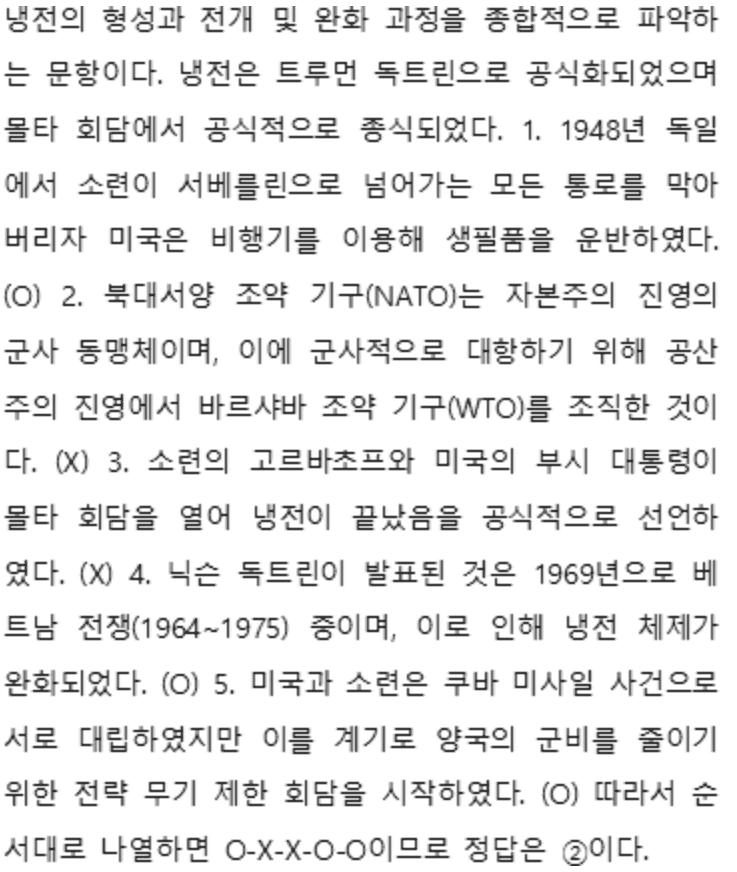 냉전의 형성과 전개 및 완화 과정을 종합적으로 파악하
는 문항이다. 냉전은 트루먼 독트린으로 공식화되었으며
몰타 회담에서 공식적으로 종식되었다. 1. 1948년 독일
에서 소련이 서베를린으로 넘어가는 모든 통로를 막아
버리자 미국은 비행기를 이용해 생필품을 운반하였다.
(O) 2. 북대서양 조약 기구(NATO)는 자본주의 진영의
군사 동맹체이며, 이에 군사적으로 대항하기 위해 공산
주의 진영에서 바르샤바 조약 기구(WTO)를 조직한 것이
다. (X) 3. 소련의 고르바초프와 미국의 부시 대통령이
몰타 회담을 열어 냉전이 끝났음을 공식적으로 선언하
였다. (X) 4. 닉슨 독트린이 발표된 것은 1969년으로 베
트남 전쟁(1964~1975) 중이며, 이로 인해 냉전 체제가
완화되었다. (O) 5. 미국과 소련은 쿠바 미사일 사건으로
서로 대립하였지만 이를 계기로 양국의 군비를 줄이기
위한 전략 무기 제한 회담을 시작하였다. (O) 따라서 순
서대로 나열하면 O-X-X-O-O이므로 정답은 ②이다.